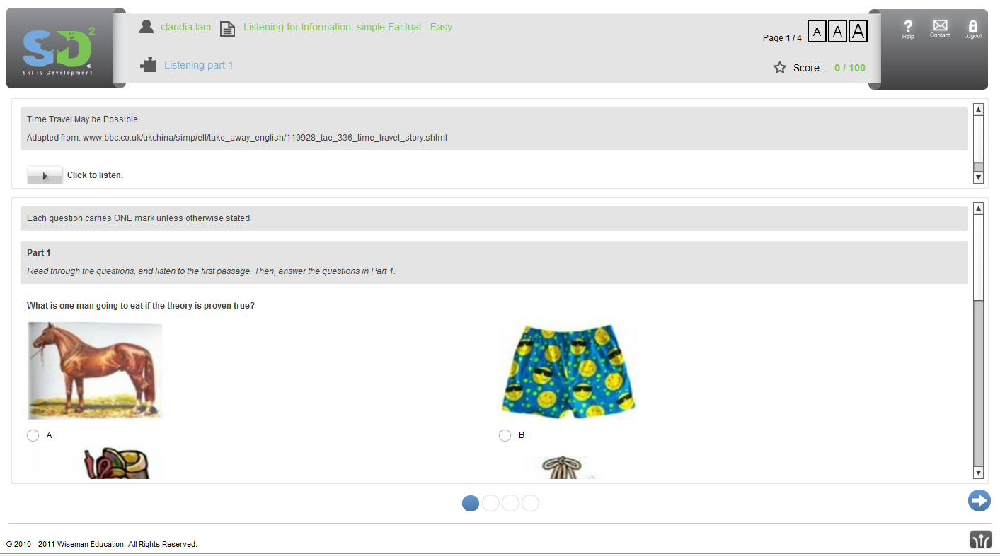 SD2
©
Skills Development
claudia.lam
Listening for Information: simple Factual - Easy
Page 1 / 4
A A A
Help
Contact
Logout
Listening part 1
Score: 0 / 100
Time Travel May be Possible
Adapted from: www.bbc.co.uk/ukchina/simp/elt/take_away_english/110928_tae_336_time_travel_story.shtml
Click to listen.
Each question carries ONE mark unless otherwise stated.
Part 1
Read through the questions, and listen to the first passage. Then, answer the questions in Part 1.
What is one man going to eat if the theory is proven true?
A
B
© 2010 - 2011 Wiseman Education. All Rights Reserved.